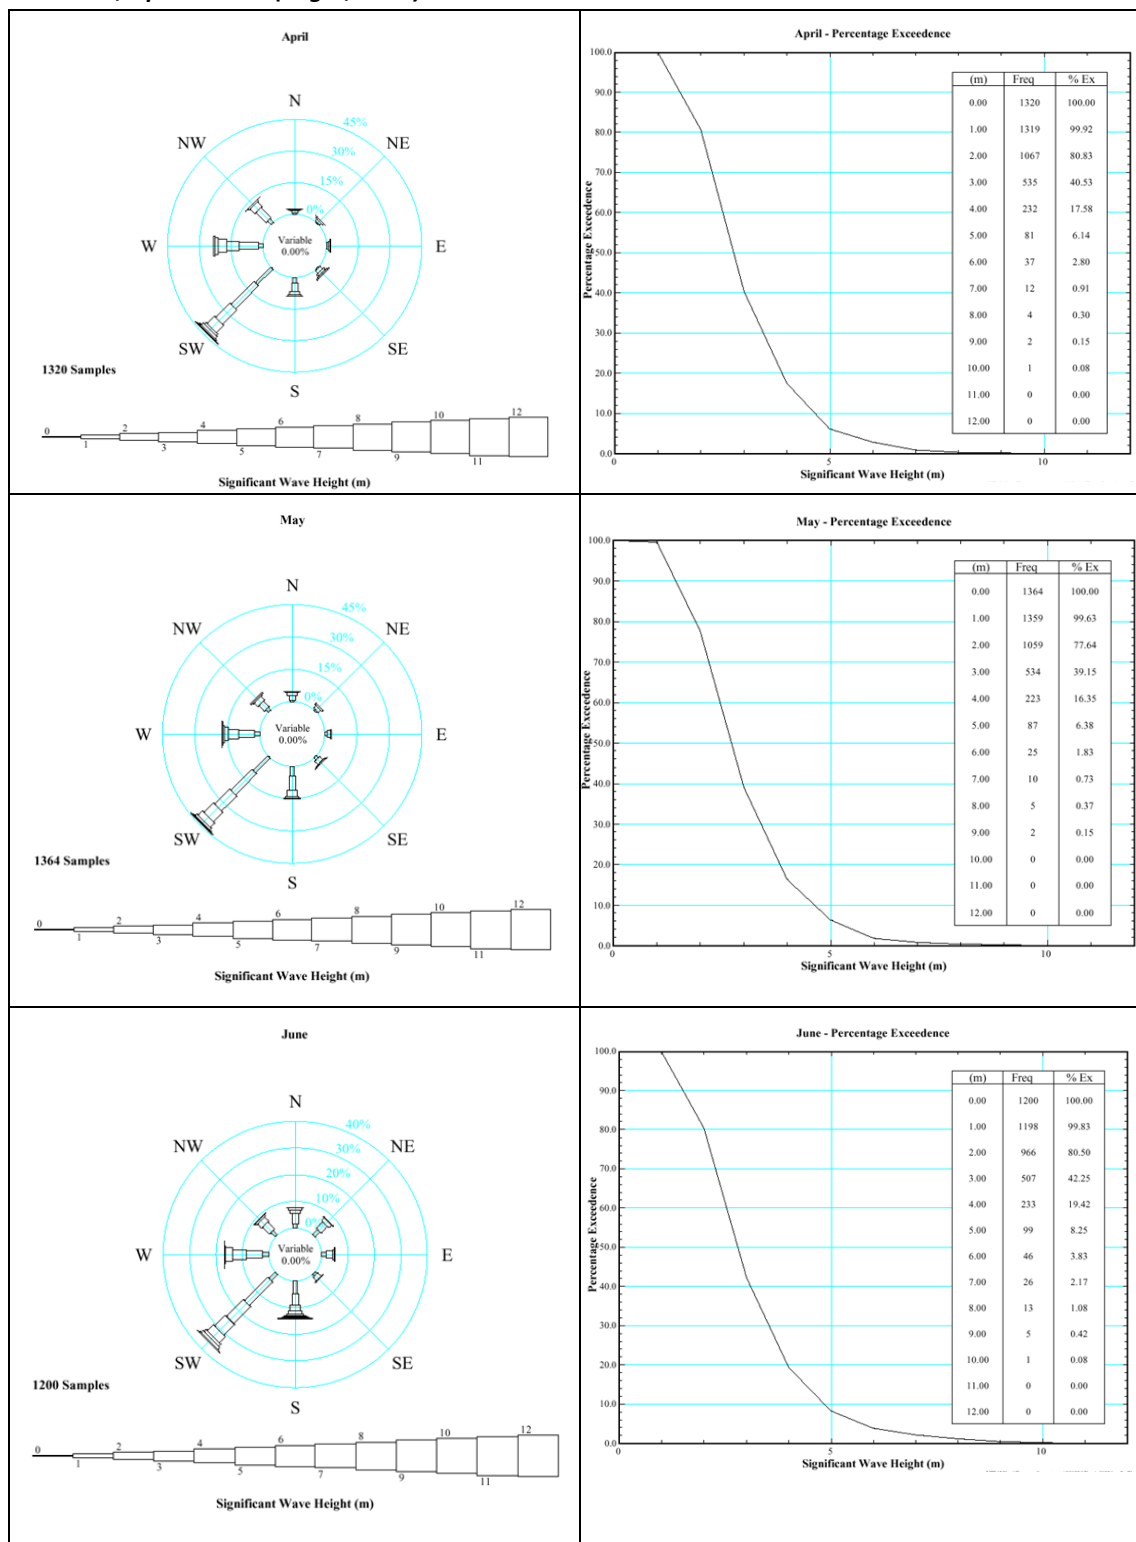 April
N
NW
NE
45%
30%
15%
0%
Variable
0.00%
W
E
SW
SE
S
1320 Samples
0 1 2 3 4 5 6 7 8 9 10 11 12
Significant Wave Height (m)
April - Percentage Exceedence
Percentage Exceedence
100.0
90.0
80.0
70.0
60.0
50.0
40.0
30.0
20.0
10.0
0.0
0 5 10
Significant Wave Height (m)
(m) Freq % Ex
0.00 1320 100.00
1.00 1319 99.92
2.00 1067 80.83
3.00 535 40.53
4.00 232 17.58
5.00 81 6.14
6.00 37 2.80
7.00 12 0.91
8.00 4 0.30
9.00 2 0.15
10.00 1 0.08
11.00 0 0.00
12.00 0 0.00
May
N
NW
NE
45%
30%
15%
0%
Variable
0.00%
W
E
SW
SE
S
1364 Samples
0 1 2 3 4 5 6 7 8 9 10 11 12
Significant Wave Height (m)
May - Percentage Exceedence
Percentage Exceedence
100.0
90.0
80.0
70.0
60.0
50.0
40.0
30.0
20.0
10.0
0.0
0 5 10
Significant Wave Height (m)
(m) Freq % Ex
0.00 1364 100.00
1.00 1359 99.63
2.00 1059 77.64
3.00 534 39.15
4.00 223 16.35
5.00 87 6.38
6.00 25 1.83
7.00 10 0.73
8.00 5 0.37
9.00 2 0.15
10.00 0 0.00
11.00 0 0.00
12.00 0 0.00
June
N
NW
NE
40%
30%
20%
10%
0%
Variable
0.00%
W
E
SW
SE
S
1200 Samples
0 1 2 3 4 5 6 7 8 9 10 11 12
Significant Wave Height (m)
June - Percentage Exceedence
Percentage Exceedence
100.0
90.0
80.0
70.0
60.0
50.0
40.0
30.0
20.0
10.0
0.0
0 5 10
Significant Wave Height (m)
(m) Freq % Ex
0.00 1200 100.00
1.00 1198 99.83
2.00 966 80.50
3.00 507 42.25
4.00 233 19.42
5.00 99 8.25
6.00 46 3.83
7.00 26 2.17
8.00 13 1.08
9.00 5 0.42
10.00 1 0.08
11.00 0 0.00
12.00 0 0.00